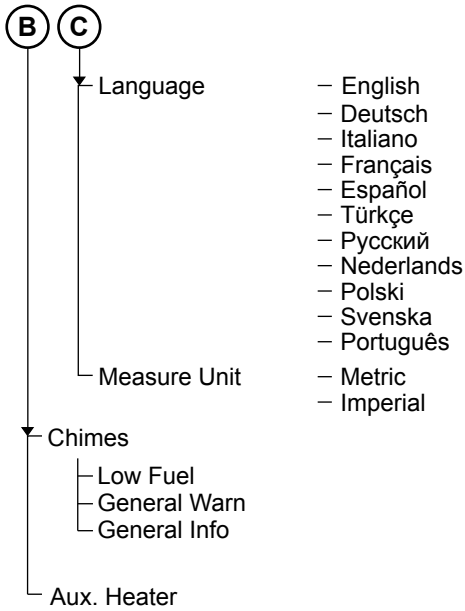 B C
Language – English
– Deutsch
– Italiano
– Français
– Español
– Türkçe
– Русский
– Nederlands
– Polski
– Svenska
– Português
Measure Unit – Metric
– Imperial
Chimes
Low Fuel
General Warn
General Info
Aux. Heater